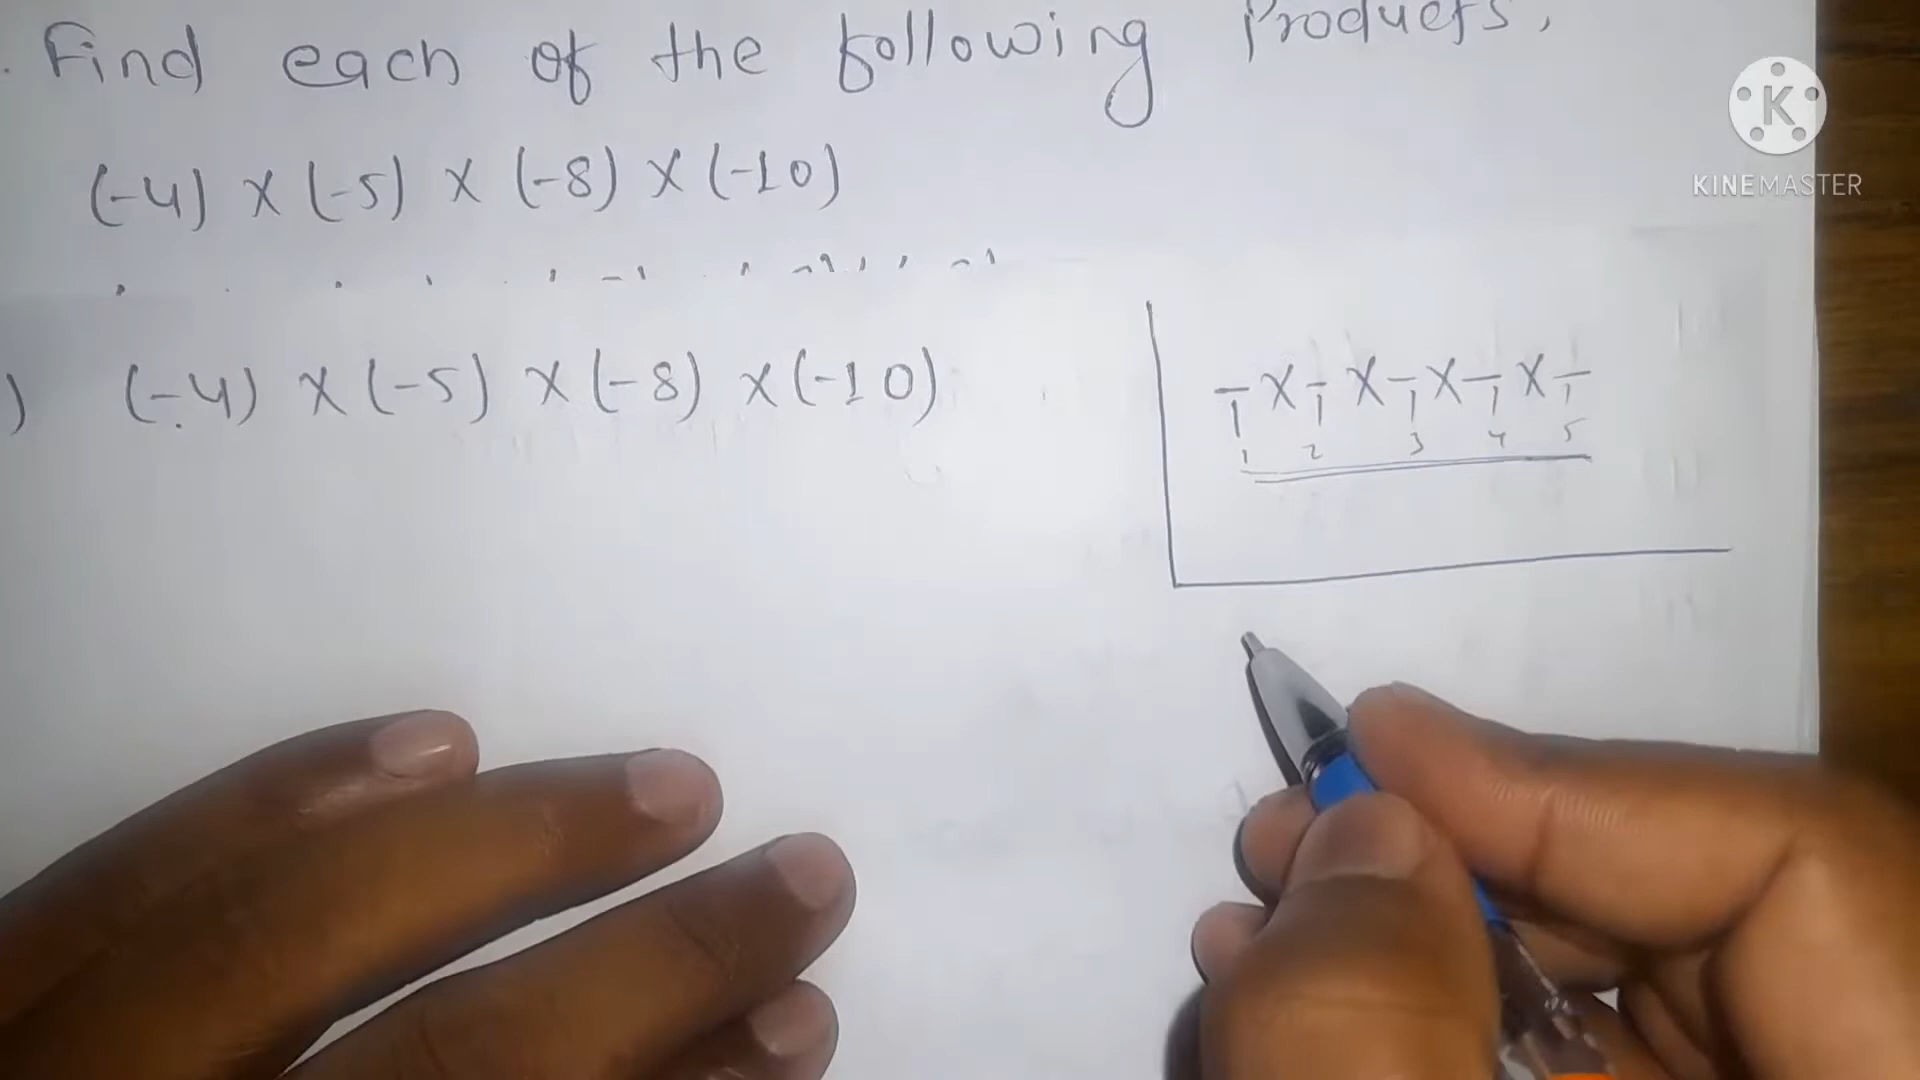 Find each of the following Products,
(-4) X (-5) X (-8) X (-10)
) (-4) X (-5) X (-8) X (-10)
- X - X - X - X -
1 2 3 4 5
K
KINEMASTER